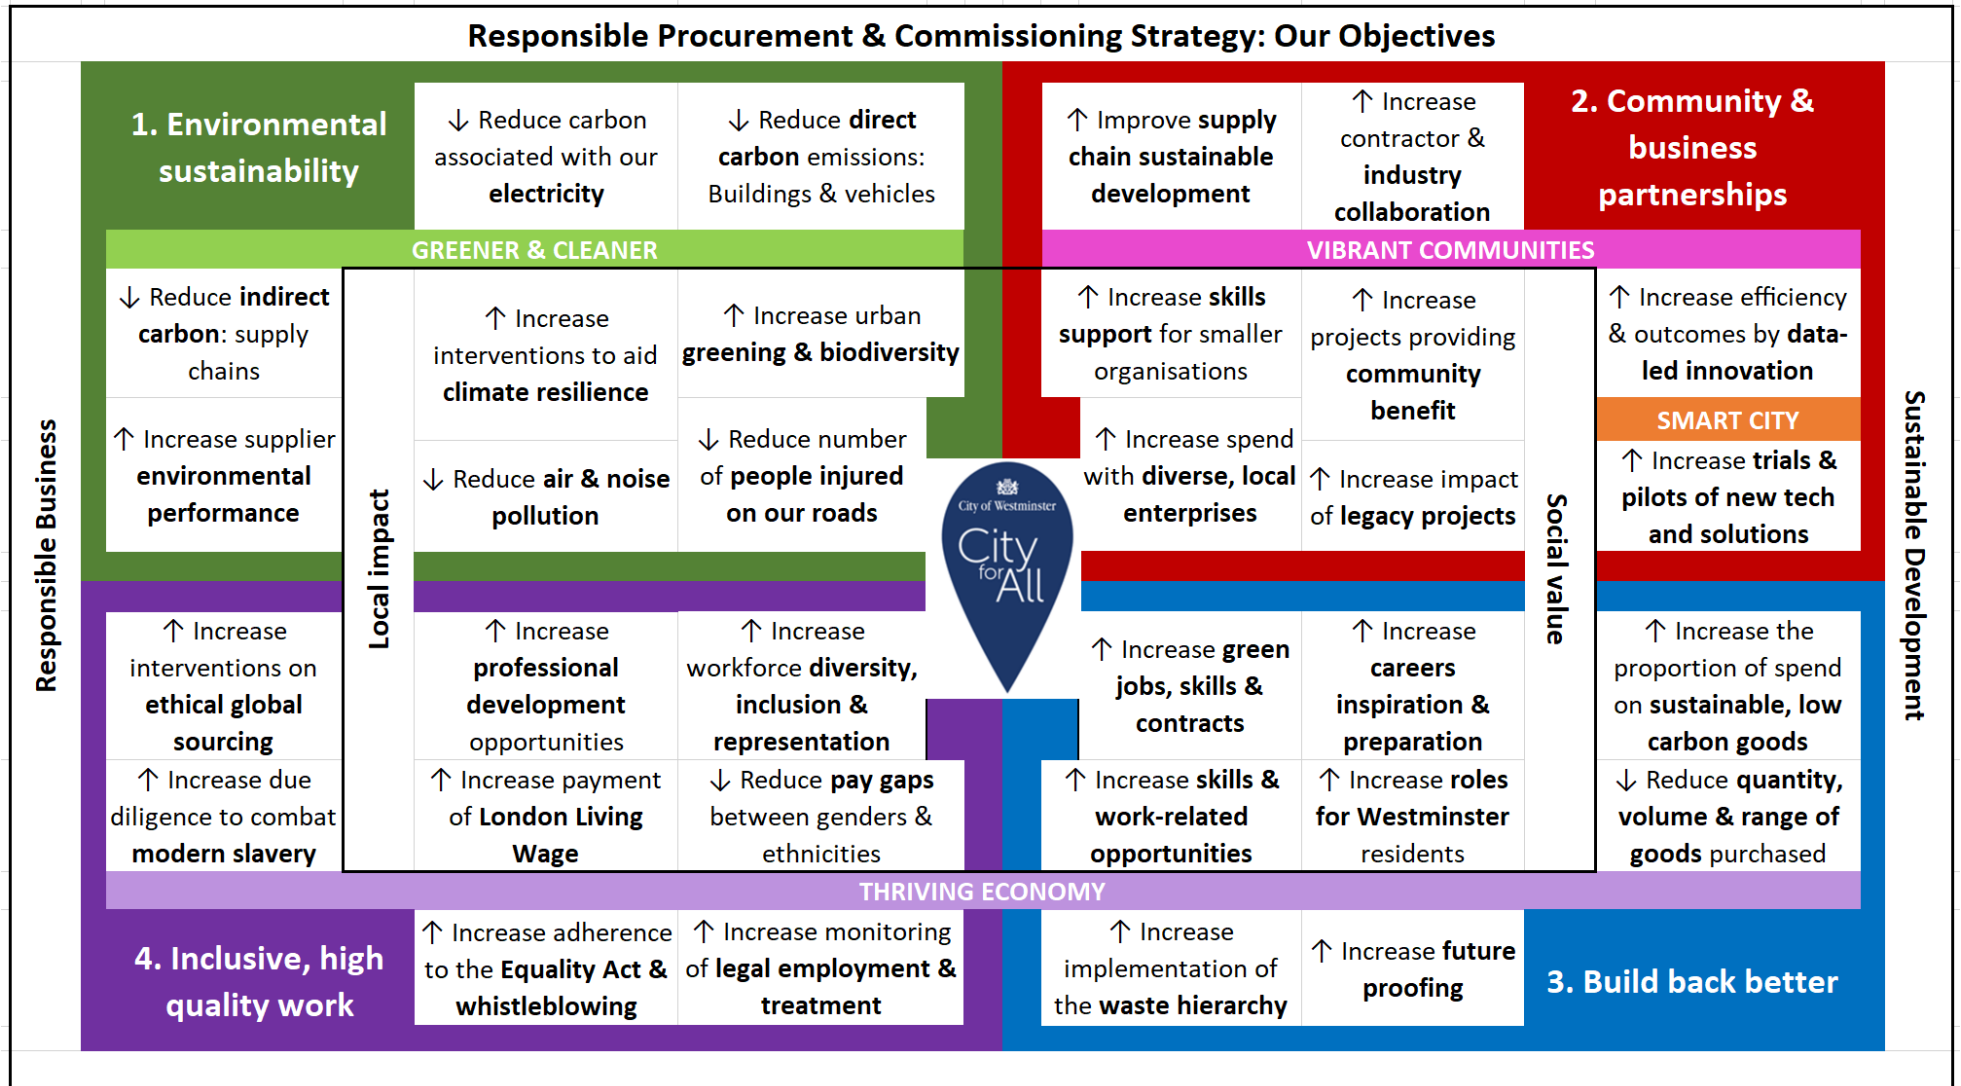 Responsible Procurement & Commissioning Strategy: Our Objectives
1. Environmental
sustainability
↓ Reduce carbon
associated with our
electricity
↓ Reduce direct
carbon emissions:
Buildings & vehicles
↑ Improve supply
chain sustainable
development
↑ Increase
contractor &
industry
collaboration
2. Community &
business
partnerships
GREENER & CLEANER
VIBRANT COMMUNITIES
↓ Reduce indirect
carbon: supply
chains
↑ Increase
interventions to aid
climate resilience
↑ Increase urban
greening & biodiversity
↑ Increase skills
support for smaller
organisations
↑ Increase
projects providing
community
benefit
↑ Increase efficiency
& outcomes by data-
led innovation
SMART CITY
↑ Increase supplier
environmental
performance
↓ Reduce air & noise
pollution
↓ Reduce number
of people injured
on our roads
↑ Increase spend
with diverse, local
enterprises
↑ Increase impact
of legacy projects
↑ Increase trials &
pilots of new tech
and solutions
Responsible Business
Local impact
City of Westminster
City
for
All
Social value
Sustainable Development
↑ Increase
interventions on
ethical global
sourcing
↑ Increase
professional
development
opportunities
↑ Increase
workforce diversity,
inclusion &
representation
↑ Increase green
jobs, skills &
contracts
↑ Increase
careers
inspiration &
preparation
↑ Increase the
proportion of spend
on sustainable, low
carbon goods
↑ Increase due
diligence to combat
modern slavery
↑ Increase payment
of London Living
Wage
↓ Reduce pay gaps
between genders &
ethnicities
↑ Increase skills &
work-related
opportunities
↑ Increase roles
for Westminster
residents
↓ Reduce quantity,
volume & range of
goods purchased
THRIVING ECONOMY
4. Inclusive, high
quality work
↑ Increase adherence
to the Equality Act &
whistleblowing
↑ Increase monitoring
of legal employment &
treatment
↑ Increase
implementation of
the waste hierarchy
↑ Increase future
proofing
3. Build back better